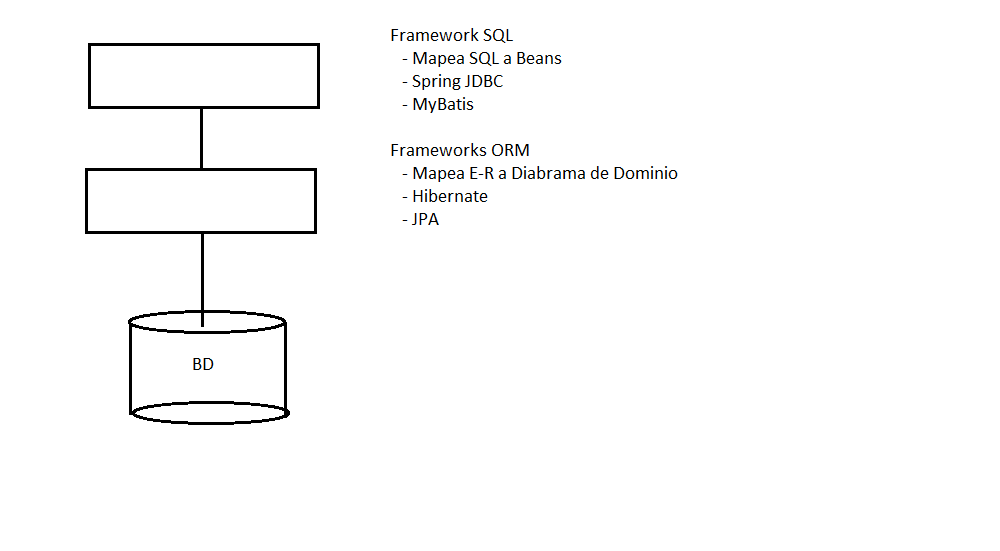 Framework SQL
- Mapea SQL a Beans
- Spring JDBC
- MyBatis
Frameworks ORM
- Mapea E-R a Diabrama de Dominio
- Hibernate
- JPA
BD